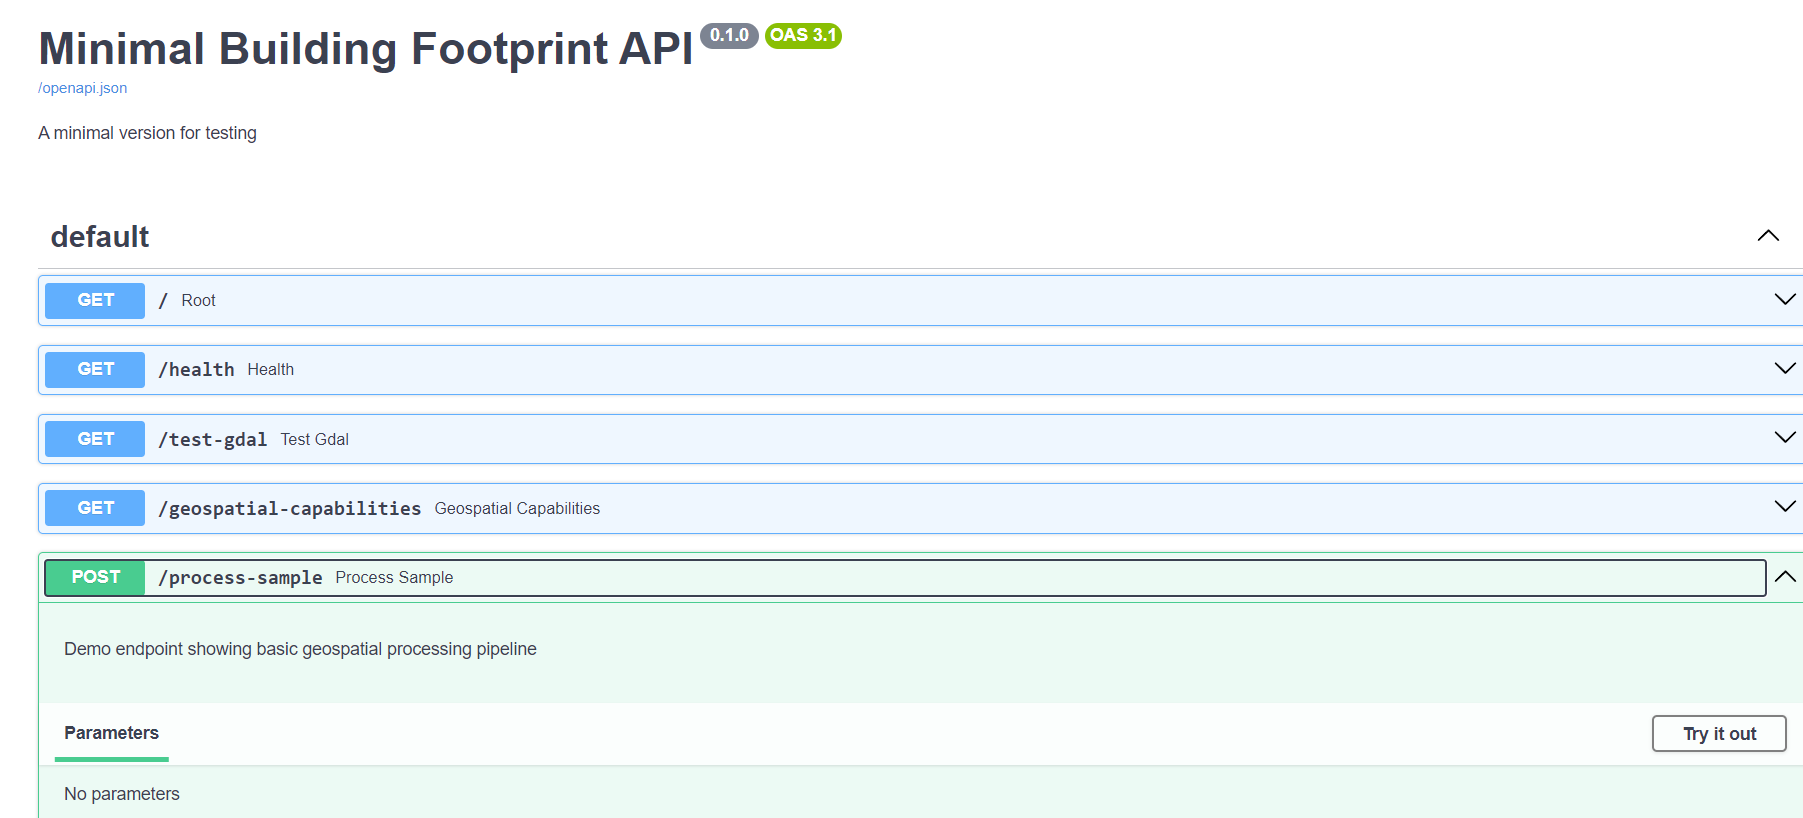 Minimal Building Footprint API 0.1.0 OAS 3.1
/openapi.json
A minimal version for testing
default
GET / Root
GET /health Health
GET /test-gdal Test Gdal
GET /geospatial-capabilities Geospatial Capabilities
POST /process-sample Process Sample
Demo endpoint showing basic geospatial processing pipeline
Parameters Try it out
No parameters